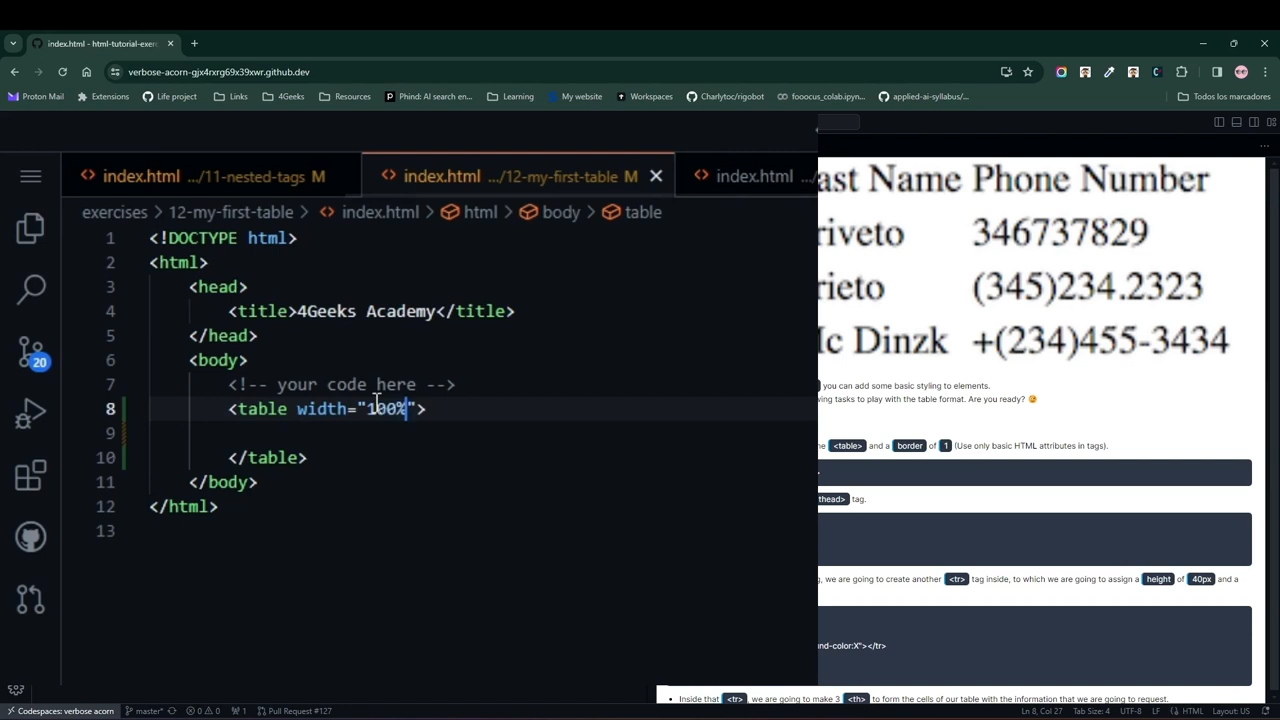 index.html - html-tutorial-exerc
verbose-acorn-gjx4rxrg69x39xwr.github.dev
Proton Mail Extensions Life project Links 4Geeks Resources Phind: AI search en... Learning My website Workspaces Charlytoc/rigobot fooocus_colab.ipyn... applied-ai-syllabus/... Todos los marcadores
index.html .../11-nested-tags M index.html .../12-my-first-table M index.html .../
exercises > 12-my-first-table > index.html > html > body > table
1 <!DOCTYPE html>
2 <html>
3 <head>
4 <title>4Geeks Academy</title>
5 </head>
6 <body>
7 <!-- your code here -->
8 <table width="100%">
9
10 </table>
11 </body>
12 </html>
13
20
ast Name Phone Number
riveto 346737829
rieto (345)234.2323
Mc Dinzk +(234)455-3434
you can add some basic styling to elements.
wing tasks to play with the table format. Are you ready? 😉
<table> and a border of 1 (Use only basic HTML attributes in tags).
thead> tag.
g, we are going to create another <tr> tag inside, to which we are going to assign a height of 40px and a
und-color:X"></tr>
• Inside that <tr>, we are going to make 3 <th> to form the cells of our table with the information that we are going to request.
Codespaces: verbose acorn master* 0 0 1 Pull Request #127 Ln 8, Col 27 Tab Size: 4 UTF-8 LF HTML Layout: US